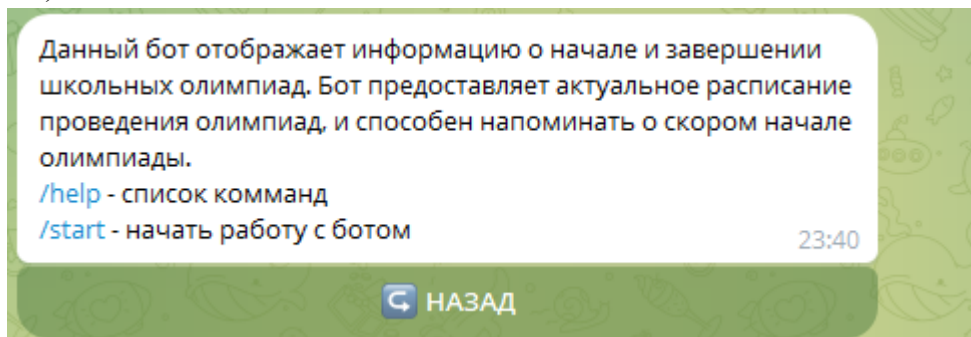 Данный бот отображает информацию о начале и завершении
школьных олимпиад. Бот предоставляет актуальное расписание
проведения олимпиад, и способен напоминать о скором начале
олимпиады.
/help - список комманд
/start - начать работу с ботом
23:40
НАЗАД